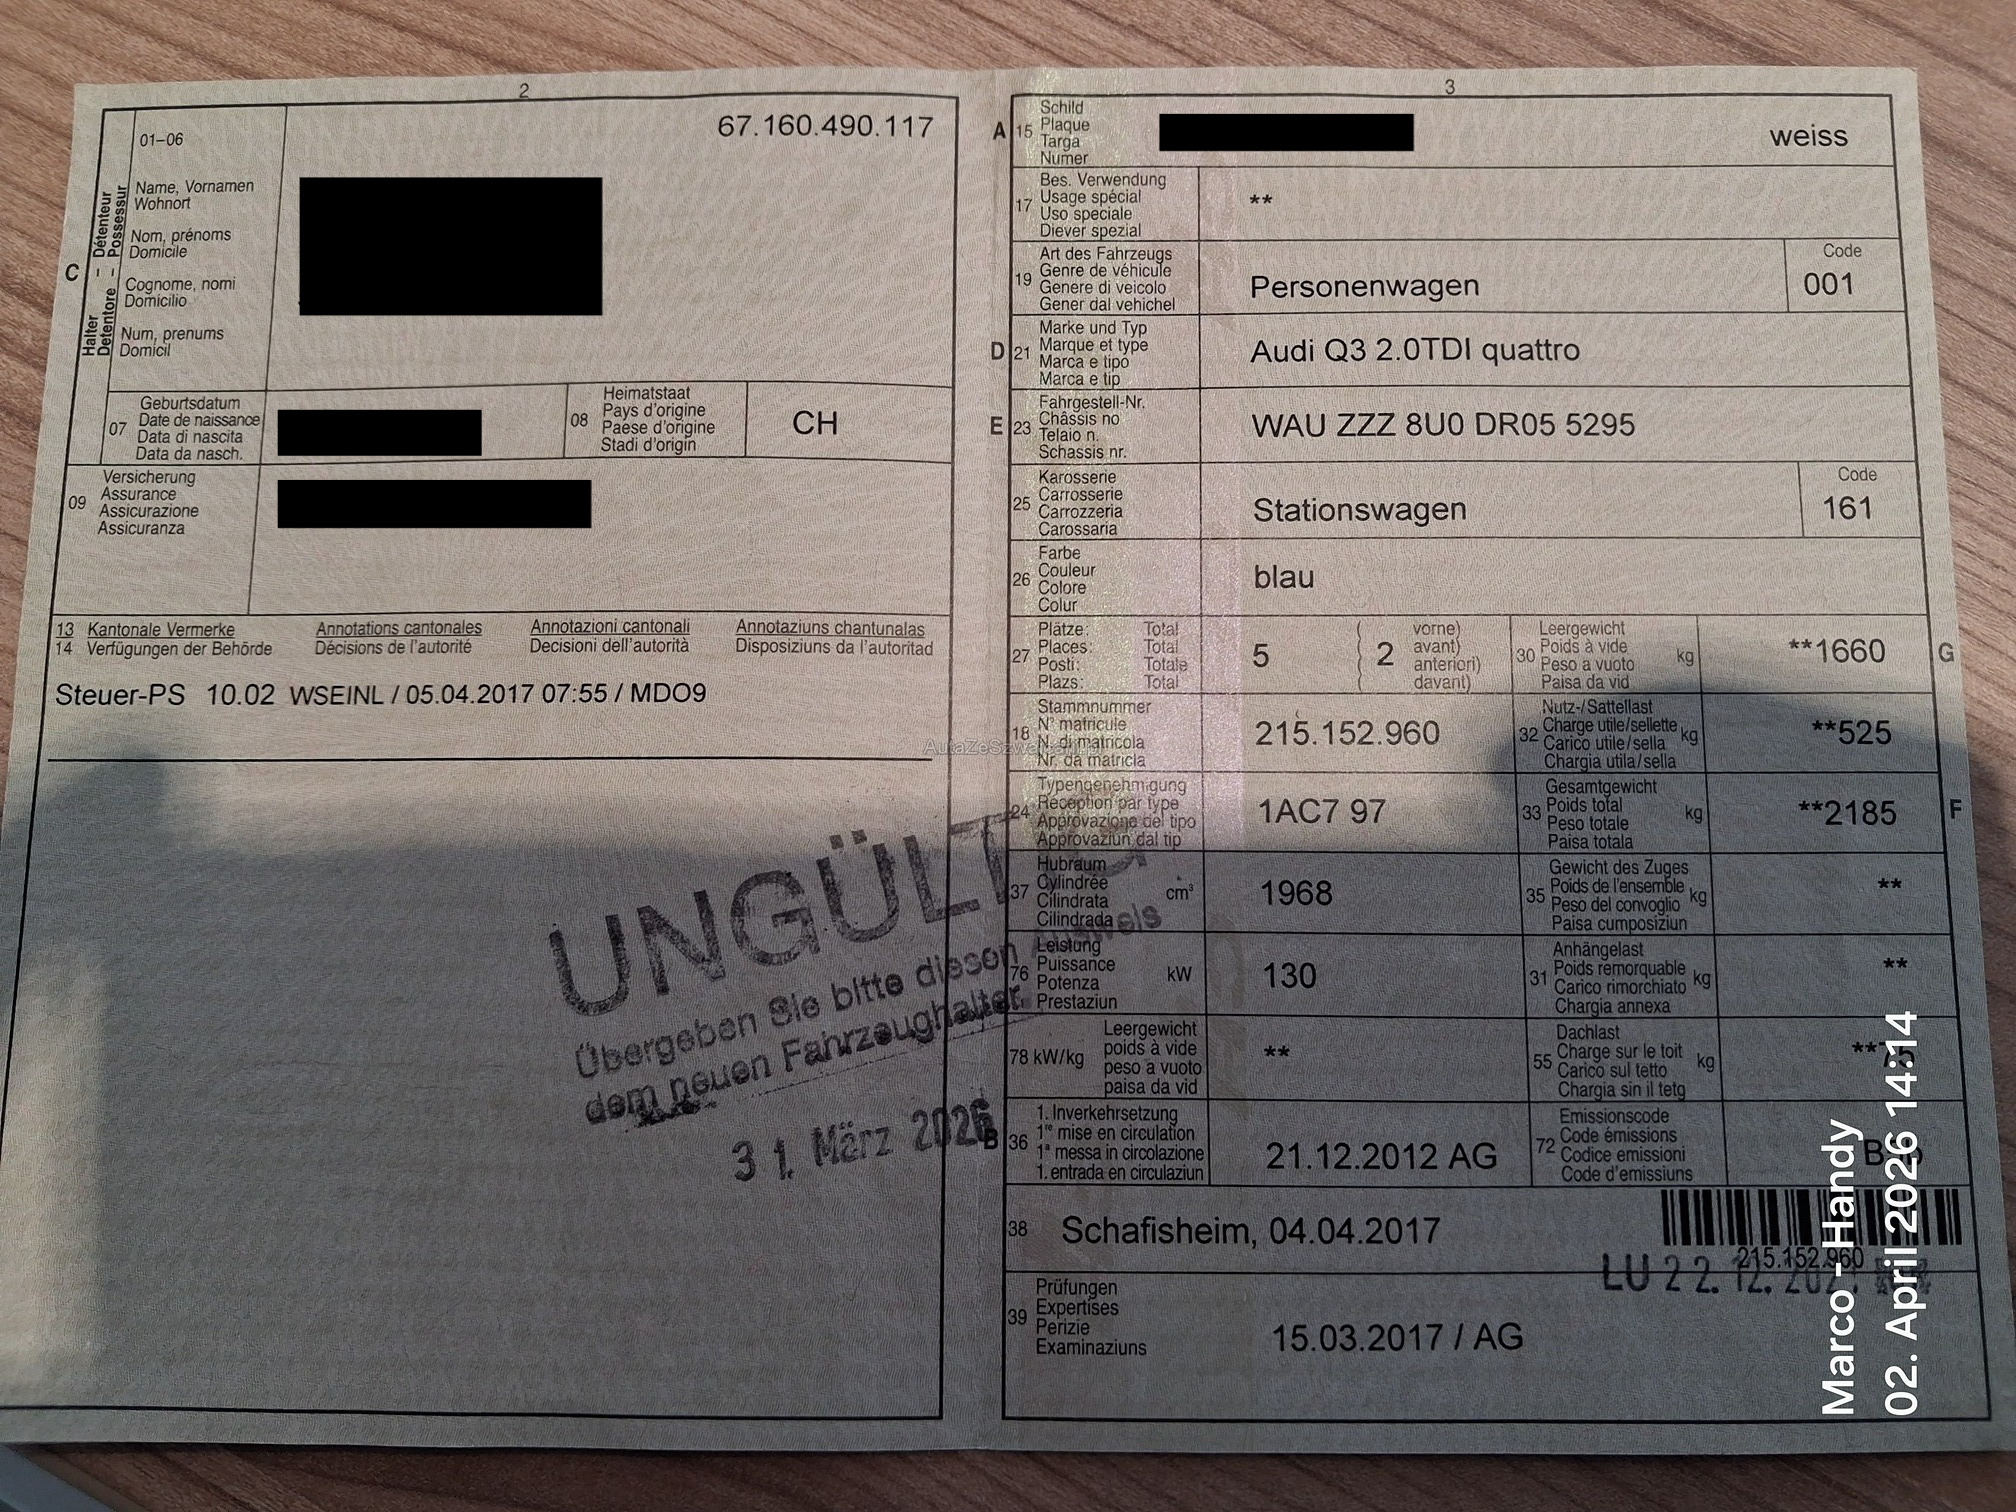 2
01–06
67.160.490.117
C
Halter – Détenteur
Detentore – Possessur
Name, Vornamen
Wohnort
Nom, prénoms
Domicile
Cognome, nomi
Domicilio
Num, prenums
Domicil
07
Geburtsdatum
Date de naissance
Data di nascita
Data da nasch.
08
Heimatstaat
Pays d'origine
Paese d'origine
Stadi d'origin
CH
09
Versicherung
Assurance
Assicurazione
Assicuranza
13 Kantonale Vermerke Annotations cantonales Annotazioni cantonali Annotaziuns chantunalas
14 Verfügungen der Behörde Décisions de l'autorité Decisioni dell'autorità Disposiziuns da l'autoritad
Steuer-PS 10.02 WSEINL / 05.04.2017 07:55 / MDO9
UNGÜLTIG
Übergeben Sie bitte diesen Ausweis
dem neuen Fahrzeughalter.
31. März 2026
3
A
15
Schild
Plaque
Targa
Numer
weiss
17
Bes. Verwendung
Usage spécial
Uso speciale
Diever spezial
**
19
Art des Fahrzeugs
Genre de véhicule
Genere di veicolo
Gener dal vehichel
Personenwagen
Code
001
D
21
Marke und Typ
Marque et type
Marca e tipo
Marca e tip
Audi Q3 2.0TDI quattro
E
23
Fahrgestell-Nr.
Châssis no
Telaio n.
Schassis nr.
WAU ZZZ 8U0 DR05 5295
25
Karosserie
Carrosserie
Carrozzeria
Carossaria
Stationswagen
Code
161
26
Farbe
Couleur
Colore
Colur
blau
27
Plätze: Total
Places: Total
Posti: Totale
Plazs: Total
5
( 2
vorne)
avant)
anteriori)
davant)
30
Leergewicht
Poids à vide
Peso a vuoto
Paisa da vid
kg
**1660
G
18
Stammnummer
N° matricule
N. di matricola
Nr. da matricla
215.152.960
32
Nutz-/Sattellast
Charge utile/sellette
Carico utile/sella
Chargia utila/sella
kg
**525
24
Typengenehmigung
Réception par type
Approvazione del tipo
Approvaziun dal tip
1AC7 97
33
Gesamtgewicht
Poids total
Peso totale
Paisa totala
kg
**2185
F
37
Hubraum
Cylindrée
Cilindrata
Cilindrada
cm³
1968
35
Gewicht des Zuges
Poids de l'ensemble
Peso del convoglio
Paisa cumposiziun
kg
**
76
Leistung
Puissance
Potenza
Prestaziun
kW
130
31
Anhängelast
Poids remorquable
Carico rimorchiato
Chargia annexa
kg
**
78 kW/kg
Leergewicht
poids à vide
peso a vuoto
paisa da vid
**
55
Dachlast
Charge sur le toit
Carico sul tetto
Chargia sin il tetg
kg
**75
B
36
1. Inverkehrsetzung
1re mise en circulation
1a messa in circolazione
1. entrada en circulaziun
21.12.2012 AG
72
Emissionscode
Code émissions
Codice emissioni
Code d'emissiuns
38
Schafisheim, 04.04.2017
215.152.960
LU 22.12.202
39
Prüfungen
Expertises
Perizie
Examinaziuns
15.03.2017 / AG
Marco -Handy
02. April 2026 14:14